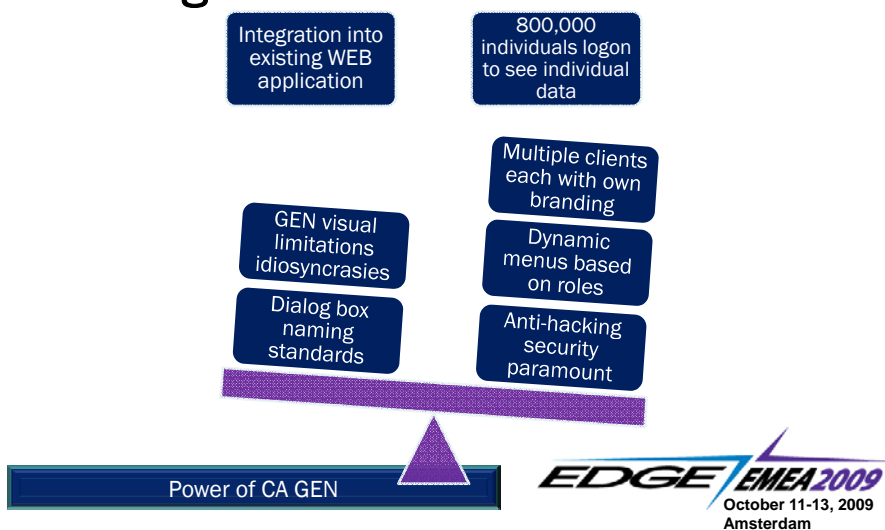 Integration into
existing WEB
application
800,000
individuals logon
to see individual
data
Multiple clients
each with own
branding
GEN visual
limitations
idiosyncrasies
Dynamic
menus based
on roles
Dialog box
naming
standards
Anti-hacking
security
paramount
Power of CA GEN
EDGE EMEA2009
October 11-13, 2009
Amsterdam